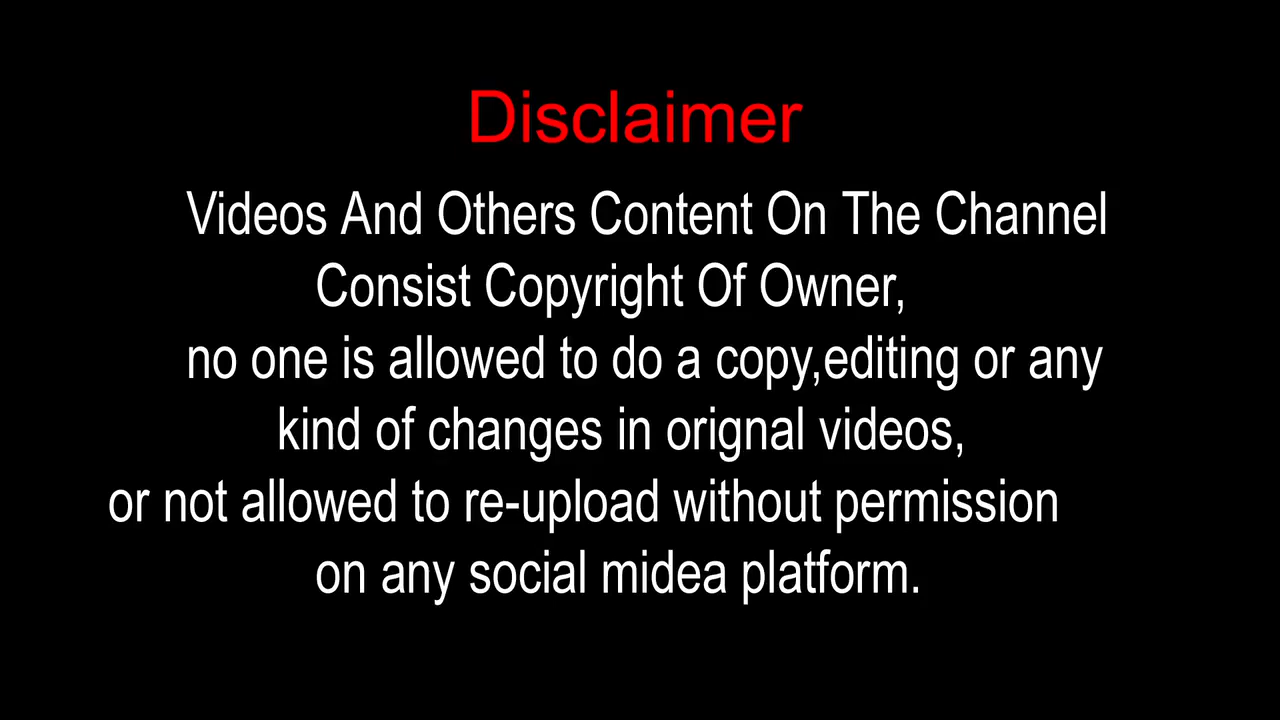 Disclaimer
Videos And Others Content On The Channel
Consist Copyright Of Owner,
no one is allowed to do a copy,editing or any
kind of changes in orignal videos,
or not allowed to re-upload without permission
on any social midea platform.